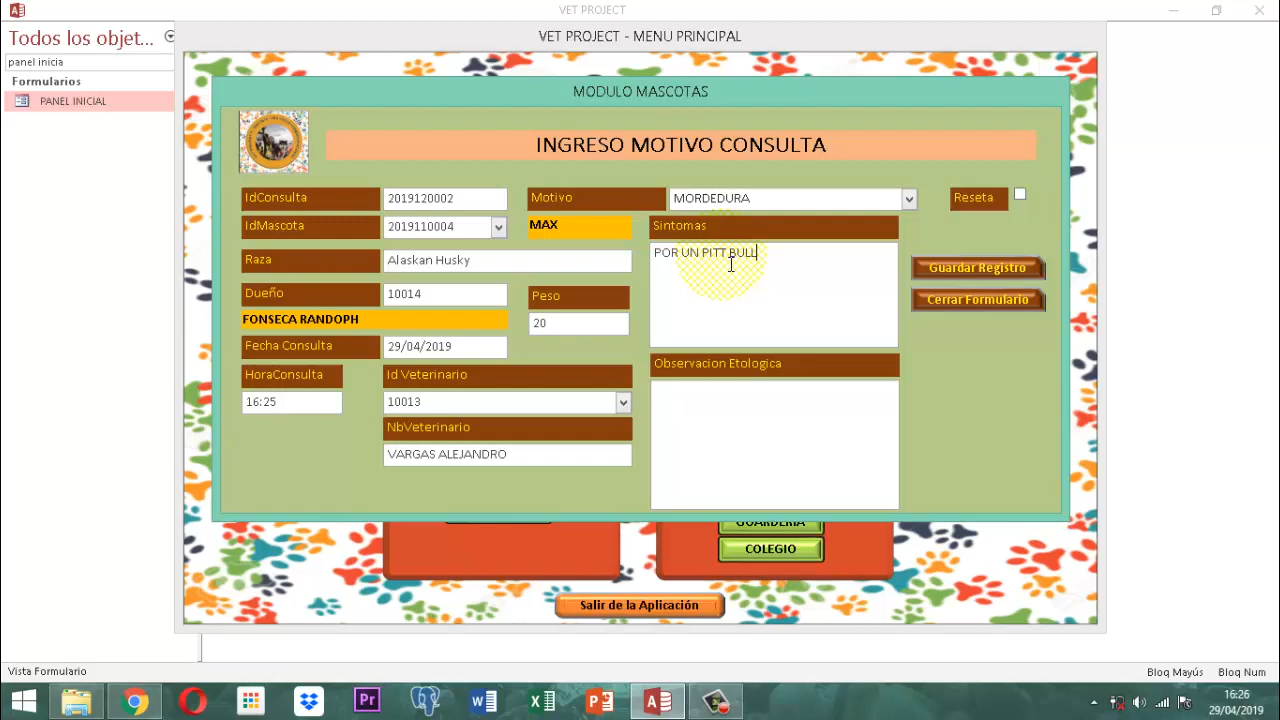 VET PROJECT
Todos los objet...
VET PROJECT - MENU PRINCIPAL
panel inicia
Formularios
PANEL INICIAL
MODULO MASCOTAS
INGRESO MOTIVO CONSULTA
IdConsulta
2019120002
Motivo
MORDEDURA
Reseta
IdMascota
2019110004
MAX
Sintomas
POR UN PITT BULL
Raza
Alaskan Husky
Guardar Registro
Dueño
10014
Peso
Cerrar Formulario
FONSECA RANDOPH
20
Fecha Consulta
29/04/2019
Observacion Etologica
HoraConsulta
Id Veterinario
16:25
10013
NbVeterinario
VARGAS ALEJANDRO
GUARDERIA
COLEGIO
Salir de la Aplicación
Vista Formulario
Bloq Mayús
Bloq Num
16:26
29/04/2019